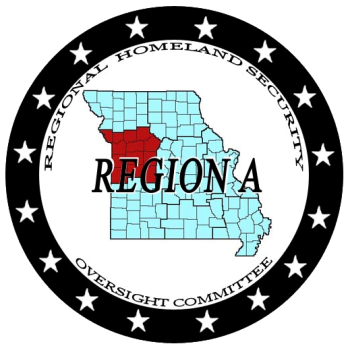 REGIONAL HOMELAND SECURITY
REGION A
OVERSIGHT COMMITTEE